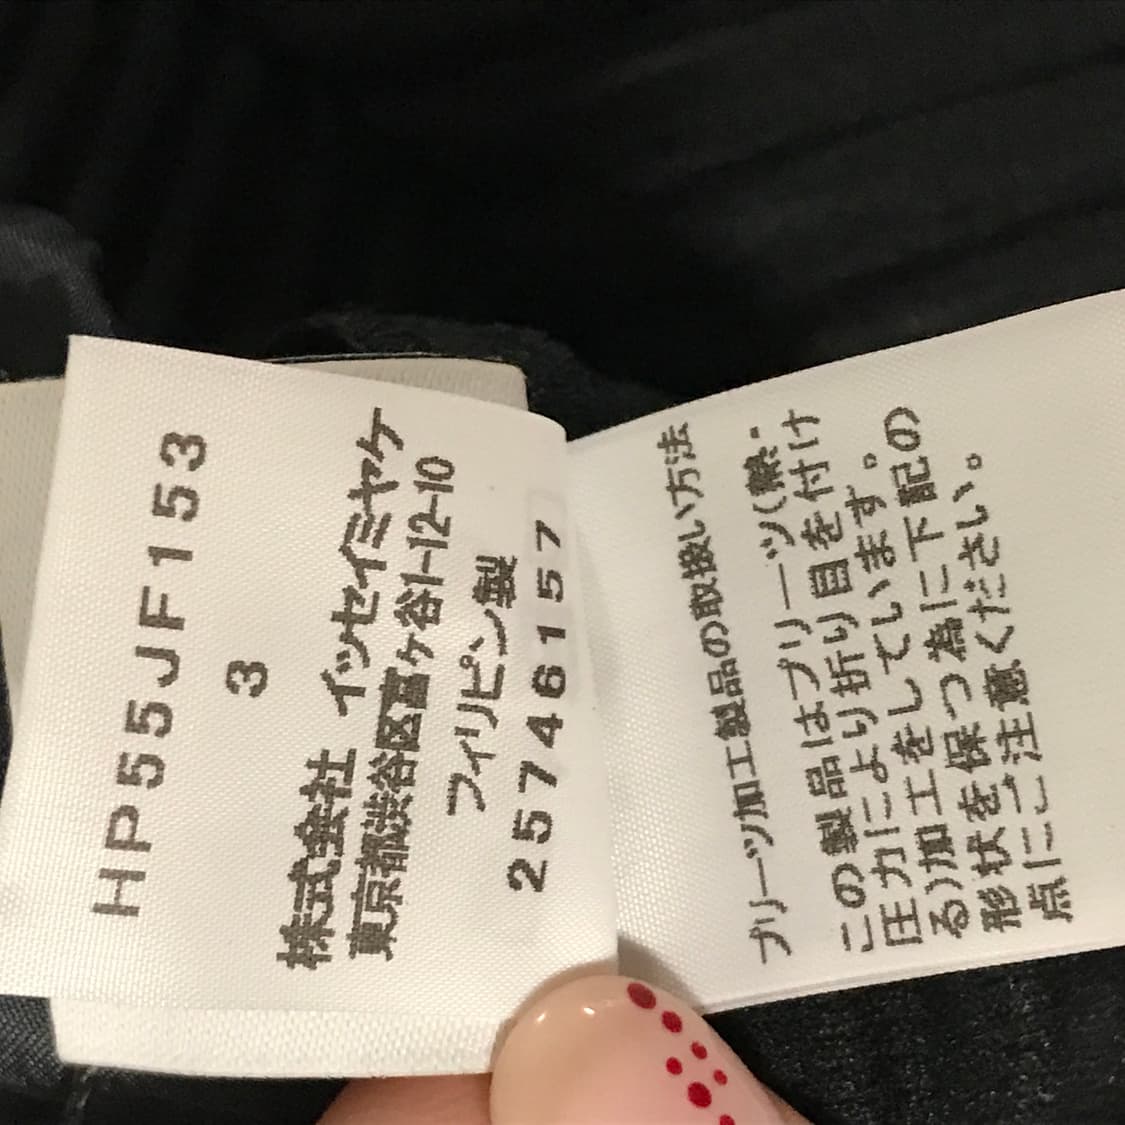 HP55JF153
3
株式会社 イッセイミヤケ
東京都渋谷区富ヶ谷1-12-10
フィリピン製
25746157
プリーツ加工製品の取扱い方法
この製品はプリーツ(熱・
圧力により折り目を付け
る)加工をしています。
形状を保つ為に下記の
点にご注意ください。